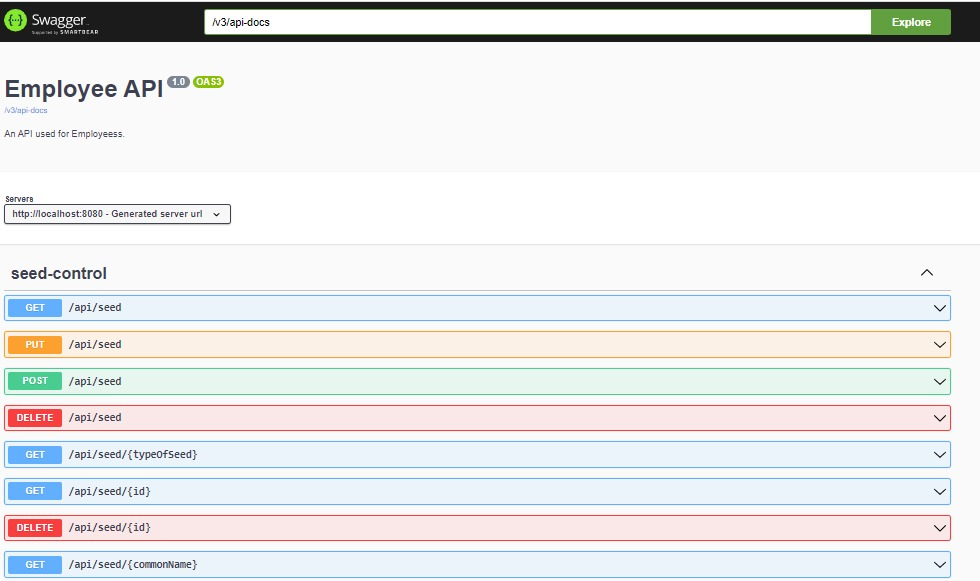 Swagger
Supported by SMARTBEAR
/v3/api-docs
Explore
Employee API 1.0 OAS3
/v3/api-docs
An API used for Employeess.
Servers
http://localhost:8080 - Generated server url
seed-control
GET /api/seed
PUT /api/seed
POST /api/seed
DELETE /api/seed
GET /api/seed/{typeOfSeed}
GET /api/seed/{id}
DELETE /api/seed/{id}
GET /api/seed/{commonName}